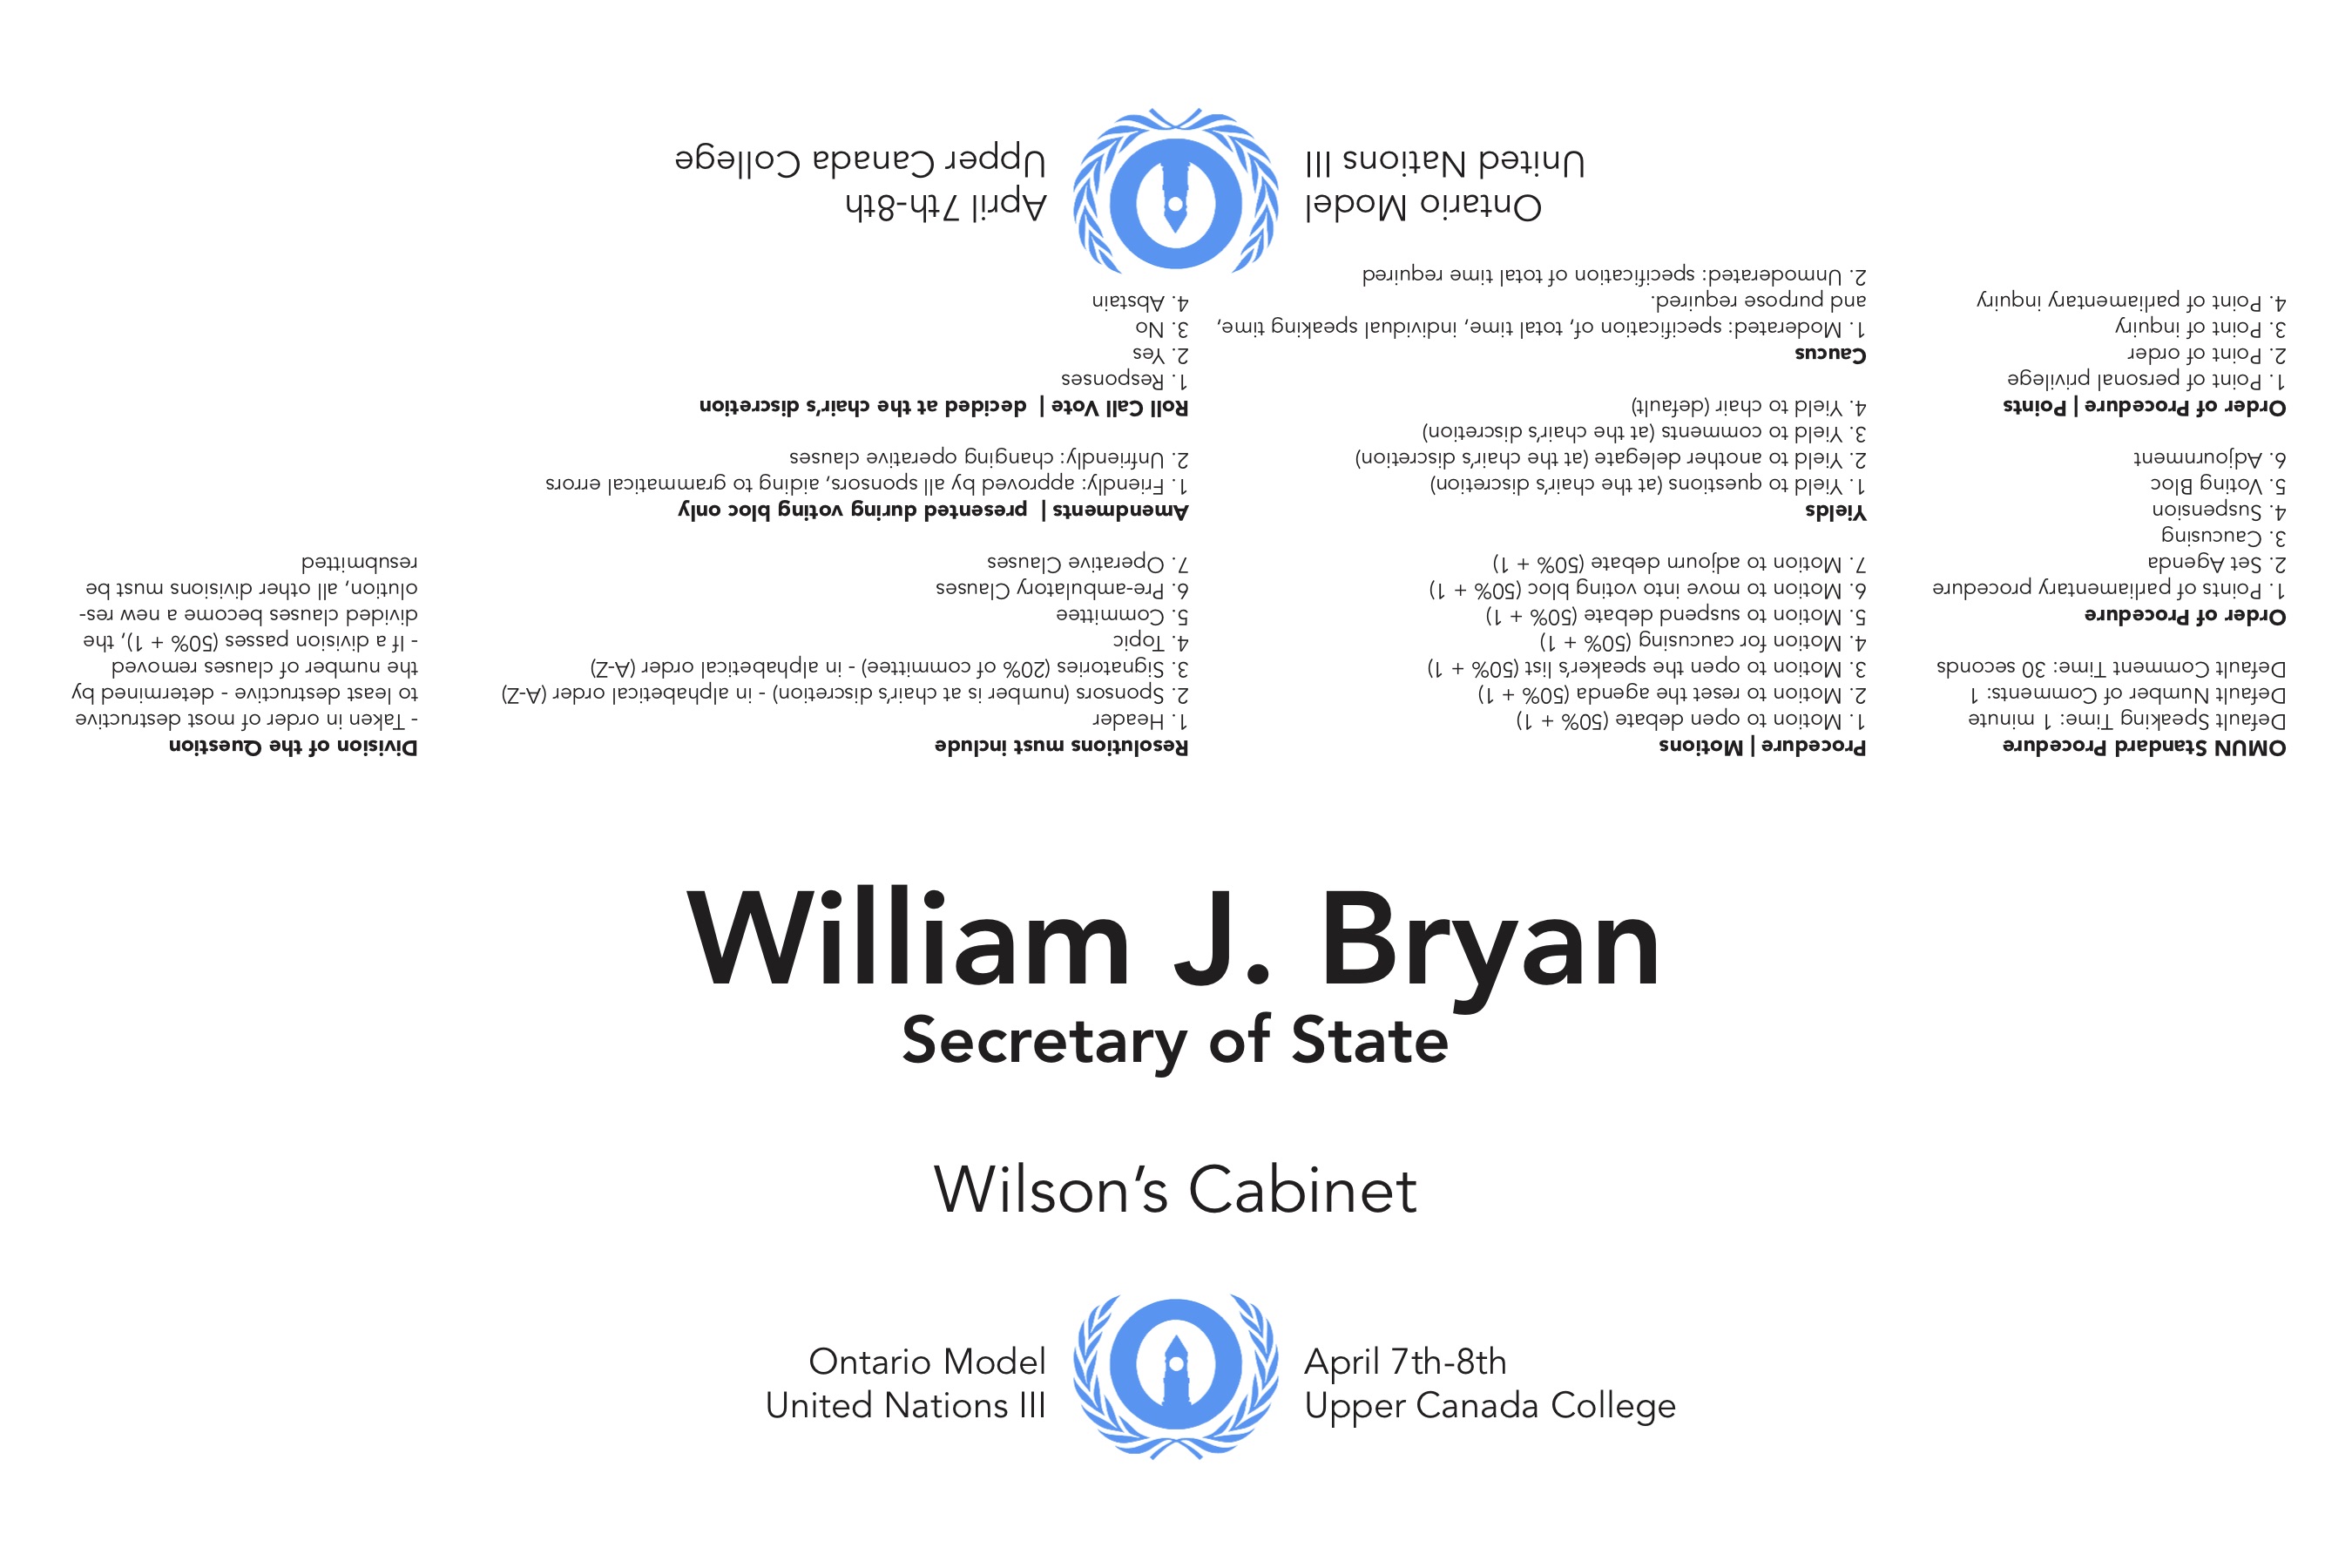 OMUN Standard Procedure
Default Speaking Time: 1 minute
Default Number of Comments: 1
Default Comment Time: 30 seconds
Order of Procedure
1. Points of parliamentary procedure
2. Set Agenda
3. Caucusing
4. Suspension
5. Voting Bloc
6. Adjournment
Order of Procedure | Points
1. Point of personal privilege
2. Point of order
3. Point of inquiry
4. Point of parliamentary inquiry
Procedure | Motions
1. Motion to open debate (50% + 1)
2. Motion to reset the agenda (50% + 1)
3. Motion to open the speaker’s list (50% + 1)
4. Motion for caucusing (50% + 1)
5. Motion to suspend debate (50% + 1)
6. Motion to move into voting bloc (50% + 1)
7. Motion to adjourn debate (50% + 1)
Yields
1. Yield to questions (at the chair’s discretion)
2. Yield to another delegate (at the chair’s discretion)
3. Yield to comments (at the chair’s discretion)
4. Yield to chair (default)
Caucus
1. Moderated: specification of, total time, individual speaking time,
and purpose required.
2. Unmoderated: specification of total time required
Resolutions must include
1. Header
2. Sponsors (number is at chair’s discretion) - in alphabetical order (A-Z)
3. Signatories (20% of committee) - in alphabetical order (A-Z)
4. Topic
5. Committee
6. Pre-ambulatory Clauses
7. Operative Clauses
Amendments | presented during voting bloc only
1. Friendly: approved by all sponsors, aiding to grammatical errors
2. Unfriendly: changing operative clauses
Roll Call Vote | decided at the chair’s discretion
1. Responses
2. Yes
3. No
4. Abstain
Division of the Question
- Taken in order of most destructive
to least destructive - determined by
the number of clauses removed
- If a division passes (50% + 1), the
divided clauses become a new res-
olution, all other divisions must be
resubmitted
Ontario Model
United Nations III
April 7th-8th
Upper Canada College
William J. Bryan
Secretary of State
Wilson’s Cabinet
Ontario Model
United Nations III
April 7th-8th
Upper Canada College